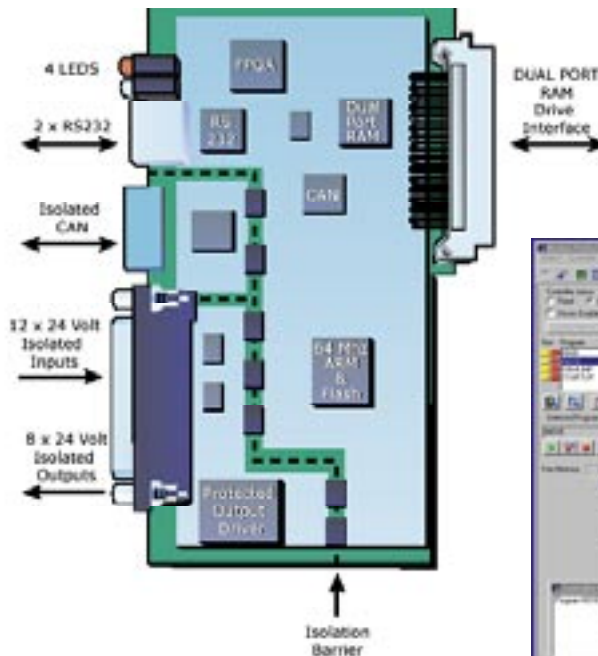 4 LEDS
2 x RS232
Isolated
CAN
12 x 24 Volt
Isolated
Inputs
8 x 24 Volt
Isolated
Outputs
FPGA
RS
232
Dual
Port
RAM
CAN
64 Mhz
ARM
&
Flash
Protected
Output
Driver
Isolation
Barrier
DUAL PORT
RAM
Drive
Interface